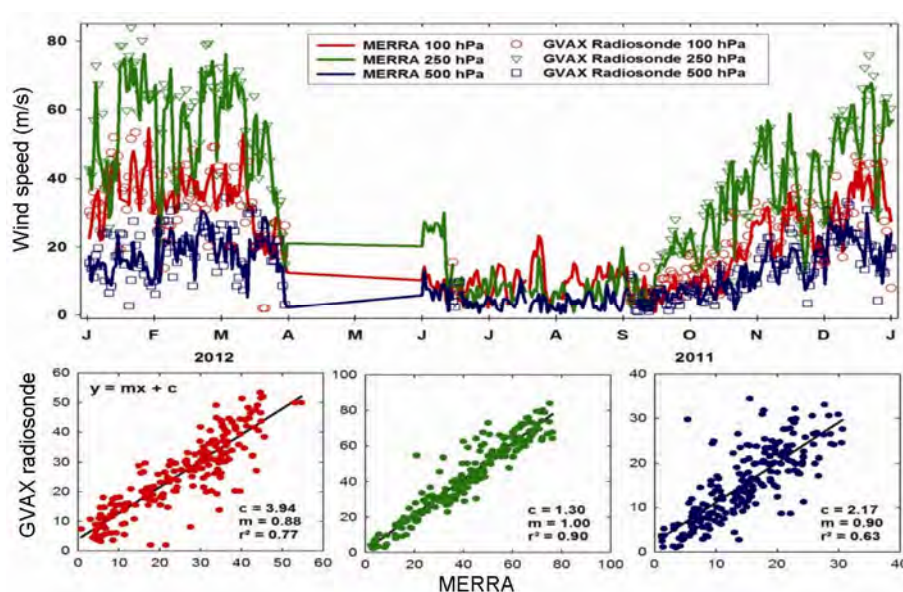 MERRA 100 hPa GVAX Radiosonde 100 hPa
MERRA 250 hPa GVAX Radiosonde 250 hPa
MERRA 500 hPa GVAX Radiosonde 500 hPa
Wind speed (m/s)
80
60
40
20
0
J F M A M J J A S O N D J
2012 2011
GVAX radiosonde
60
50
40
30
20
10
0
y = mx + c
c = 3.94
m = 0.88
r² = 0.77
0 10 20 30 40 50 60
100
80
60
40
20
0
c = 1.30
m = 1.00
r² = 0.90
0 20 40 60 80 100
40
30
20
10
0
c = 2.17
m = 0.90
r² = 0.63
0 10 20 30 40
MERRA